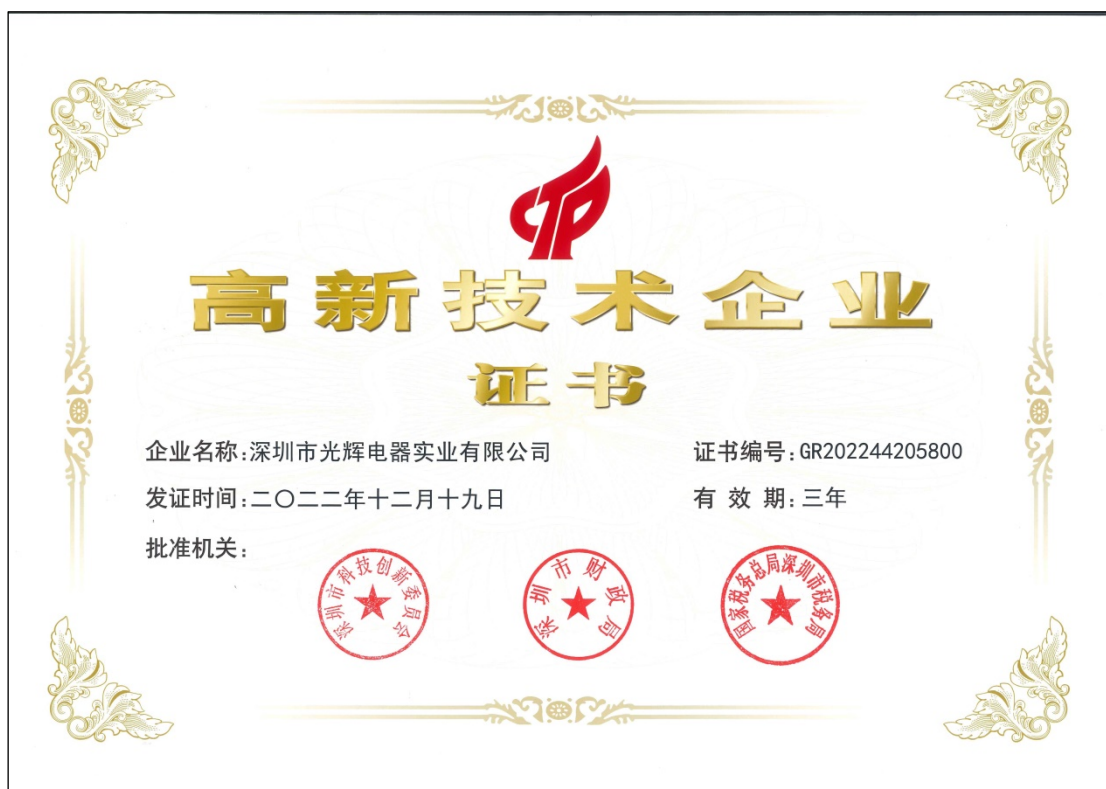 CTP
高新技术企业
证书
企业名称:深圳市光辉电器实业有限公司
证书编号:GR202244205800
发证时间:二〇二二年十二月十九日
有 效 期:三年
批准机关:
深圳市科技创新委员会
深圳市财政局
国家税务总局深圳市税务局